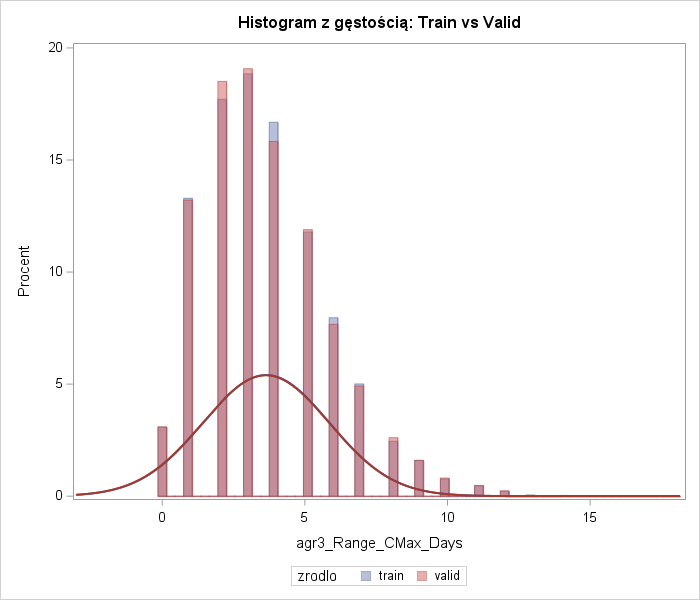 Histogram z gęstością: Train vs Valid
20
15
10
5
0
Procent
0 5 10 15
agr3_Range_CMax_Days
zrodlo train valid